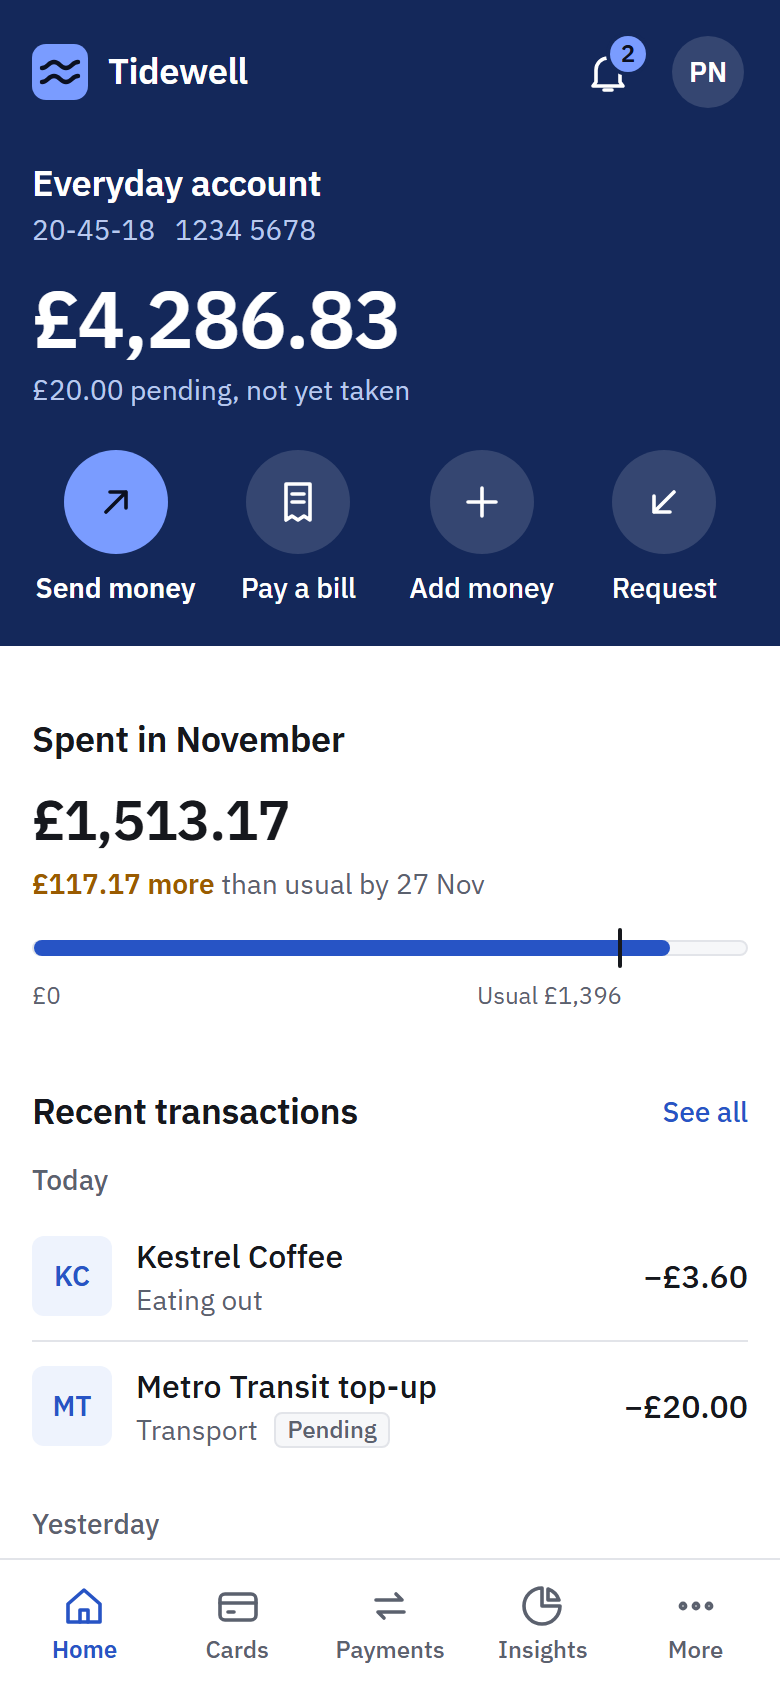 Tidewell
2
PN
Everyday account
20-45-18 1234 5678
£4,286.83
£20.00 pending, not yet taken
Send money
Pay a bill
Add money
Request
Spent in November
£1,513.17
£117.17 more than usual by 27 Nov
£0
Usual £1,396
Recent transactions
See all
Today
KC
Kestrel Coffee
Eating out
−£3.60
MT
Metro Transit top-up
Transport Pending
−£20.00
Yesterday
Home
Cards
Payments
Insights
More